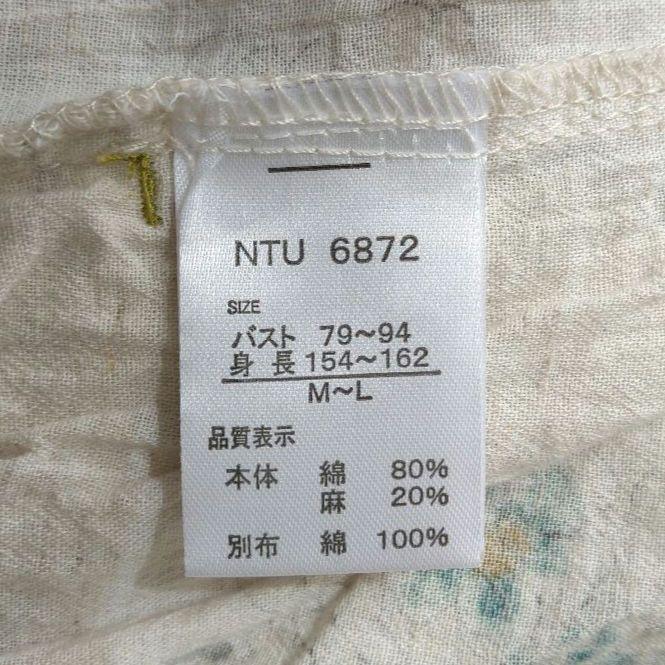 NTU 6872
SIZE
バスト 79～94
身長 154～162
M～L
品質表示
本体 綿 80%
麻 20%
別布 綿 100%